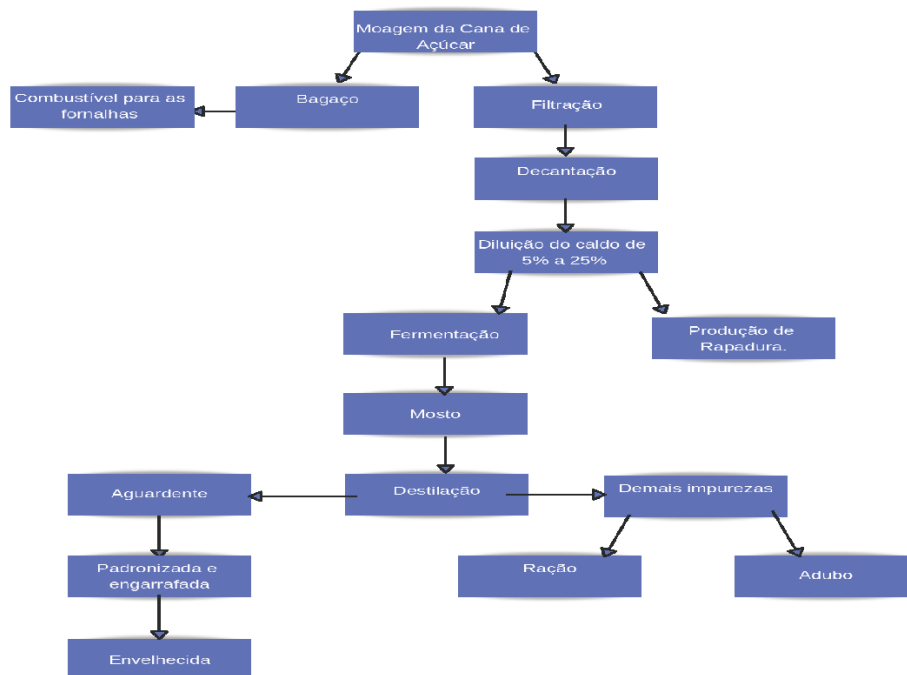 Moagem da Cana de
Açúcar
Combustível para as
fornalhas
Bagaço
Filtração
Decantação
Diluição do caldo de
5% a 25%
Fermentação
Produção de
Rapadura.
Mosto
Aguardente
Destilação
Demais impurezas
Padronizada e
engarrafada
Ração
Adubo
Envelhecida